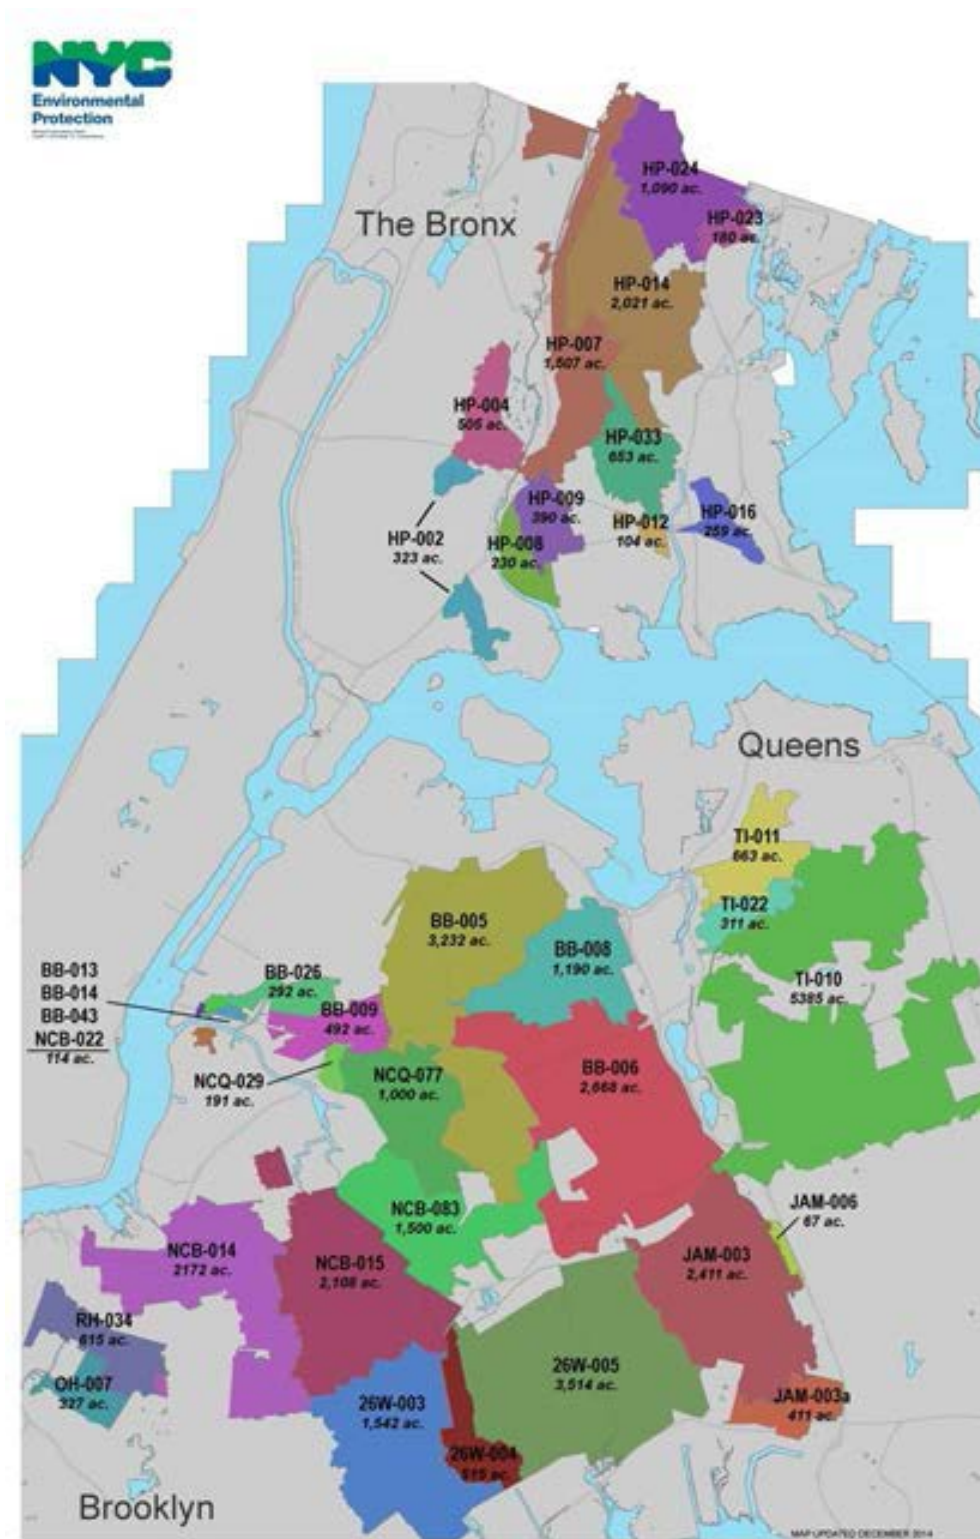 NYC
Environmental
Protection
The Bronx
HP-024
1,090 ac.
HP-023
180 ac.
HP-014
2,021 ac.
HP-007
1,507 ac.
HP-004
505 ac.
HP-033
653 ac.
HP-009
390 ac.
HP-016
259 ac.
HP-012
104 ac.
HP-002
323 ac.
HP-008
230 ac.
Queens
TI-011
663 ac.
TI-022
311 ac.
BB-005
3,232 ac.
BB-008
1,190 ac.
TI-010
5385 ac.
BB-013
BB-014
BB-043
NCB-022
114 ac.
BB-026
292 ac.
BB-009
492 ac.
NCQ-029
191 ac.
NCQ-077
1,000 ac.
BB-006
2,668 ac.
JAM-006
67 ac.
NCB-083
1,500 ac.
NCB-014
2172 ac.
NCB-015
2,108 ac.
JAM-003
2,411 ac.
RH-034
615 ac.
OH-007
327 ac.
26W-005
3,514 ac.
26W-003
1,542 ac.
JAM-003a
411 ac.
26W-004
515 ac.
Brooklyn
MAP UPDATED DECEMBER 2014